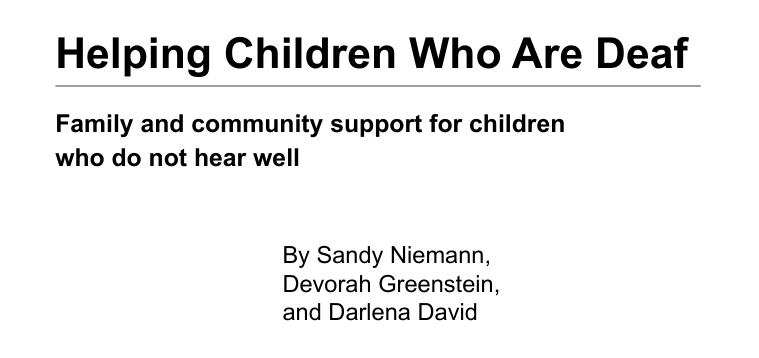 Helping Children Who Are Deaf
Family and community support for children
who do not hear well
By Sandy Niemann,
Devorah Greenstein,
and Darlena David